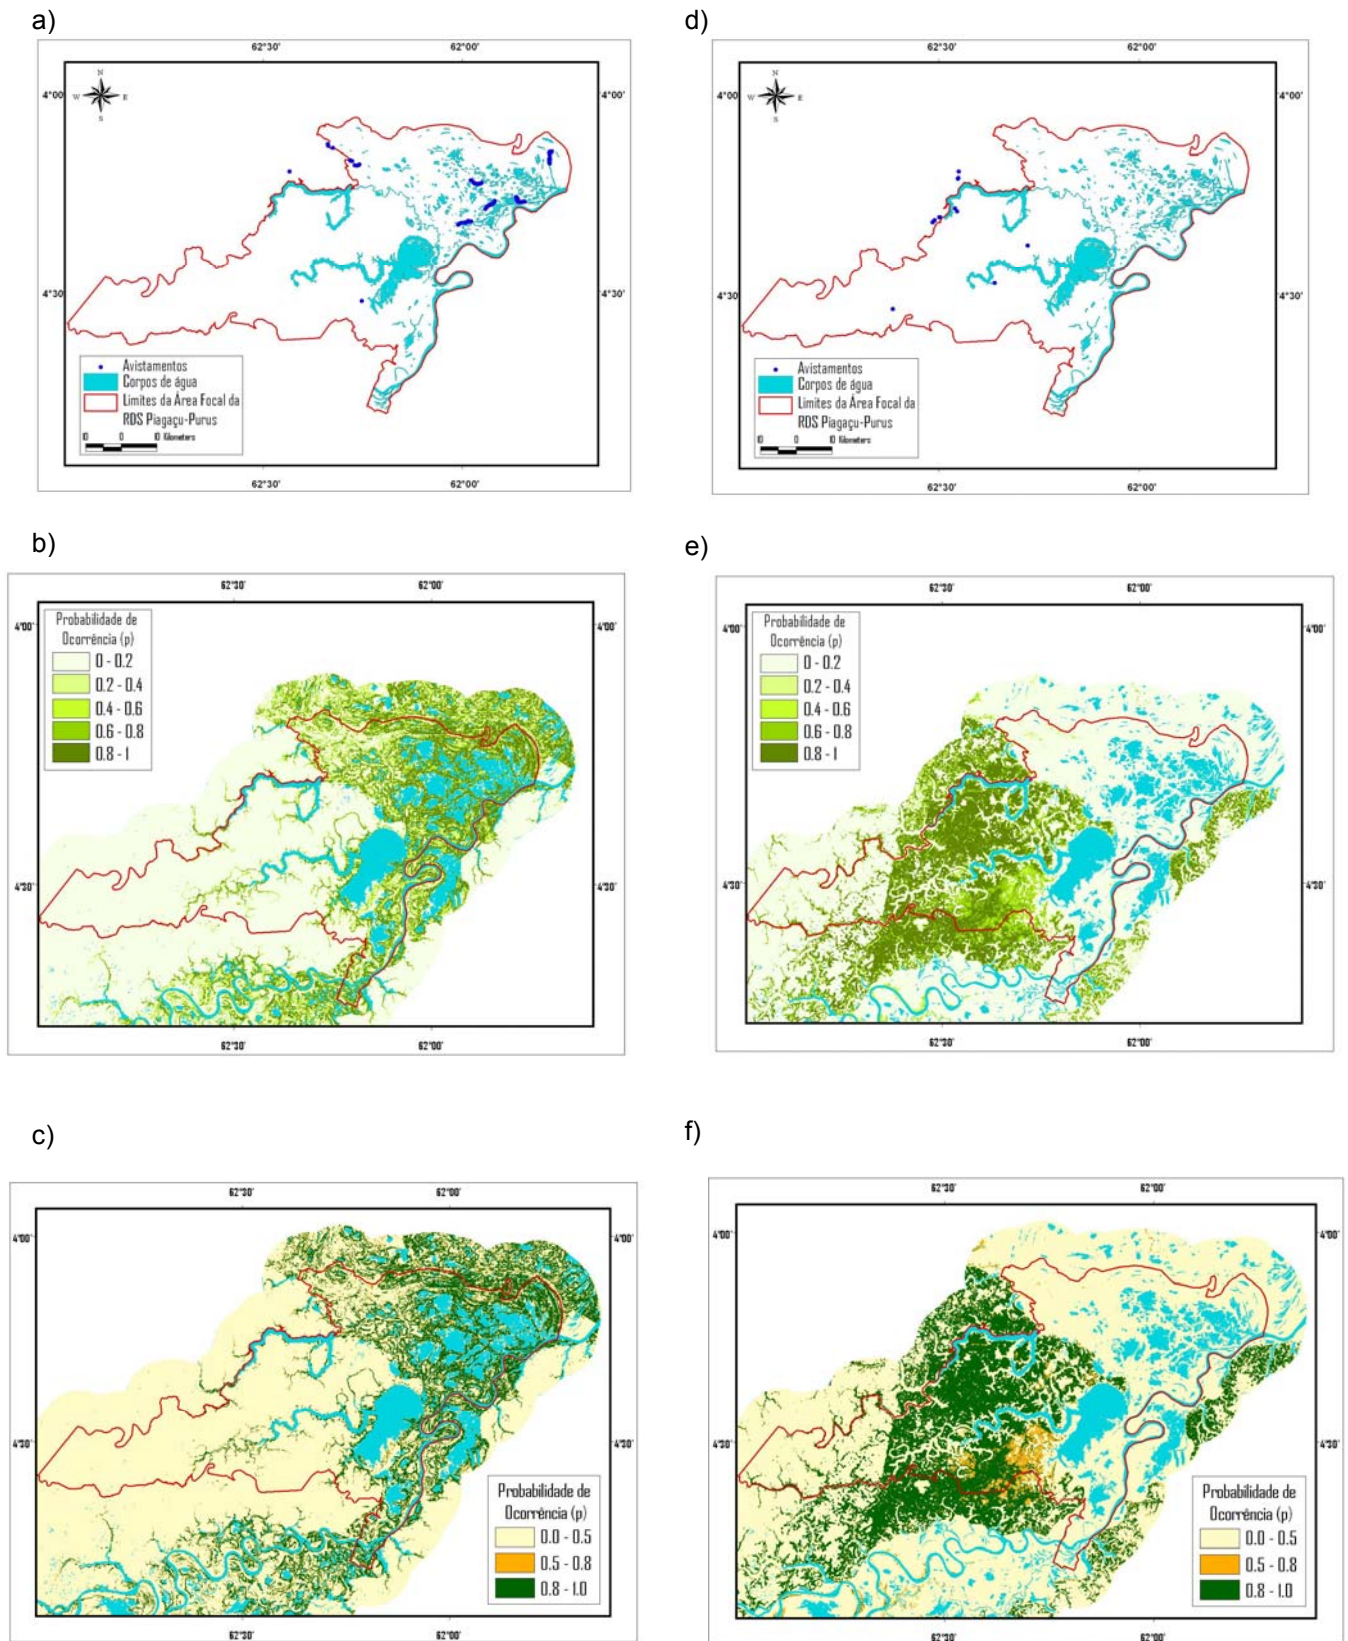 a)
62°30'
62°00'
N
W
E
S
4°00'
4°00'
4°30'
4°30'
Avistamentos
Corpos de água
Limites da Área Focal da
RDS Piagaçu-Purus
10 0 10 Kilometers
62°30'
62°00'
d)
62°30'
62°00'
N
W
E
S
4°00'
4°00'
4°30'
4°30'
Avistamentos
Corpos de água
Limites da Área Focal da
RDS Piagaçu-Purus
10 0 10 Kilometers
62°30'
62°00'
b)
62°30'
62°00'
Probabilidade de
Ocorrência (p)
0 - 0.2
0.2 - 0.4
0.4 - 0.6
0.6 - 0.8
0.8 - 1
4°00'
4°00'
4°30'
4°30'
62°30'
62°00'
e)
62°30'
62°00'
Probabilidade de
Ocorrência (p)
0 - 0.2
0.2 - 0.4
0.4 - 0.6
0.6 - 0.8
0.8 - 1
4°00'
4°00'
4°30'
4°30'
62°30'
62°00'
c)
62°30'
62°00'
4°00'
4°00'
4°30'
4°30'
Probabilidade de
Ocorrência (p)
0.0 - 0.5
0.5 - 0.8
0.8 - 1.0
62°30'
62°00'
f)
62°30'
62°00'
4°00'
4°00'
4°30'
4°30'
Probabilidade de
Ocorrência (p)
0.0 - 0.5
0.5 - 0.8
0.8 - 1.0
62°30'
62°00'